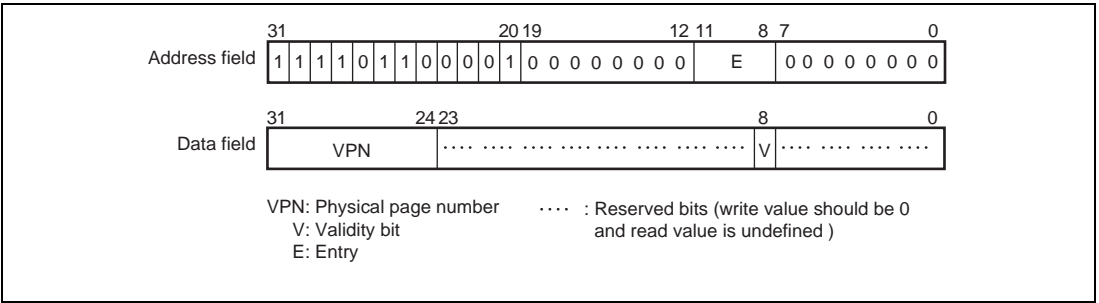 31 20 19 12 11 8 7 0
Address field 1 1 1 1 0 1 1 0 0 0 0 1 0 0 0 0 0 0 0 0 E 0 0 0 0 0 0 0 0
31 24 23 8 0
Data field VPN .... .... .... .... .... .... .... .... V .... .... .... ....
VPN: Physical page number .... : Reserved bits (write value should be 0
V: Validity bit and read value is undefined )
E: Entry